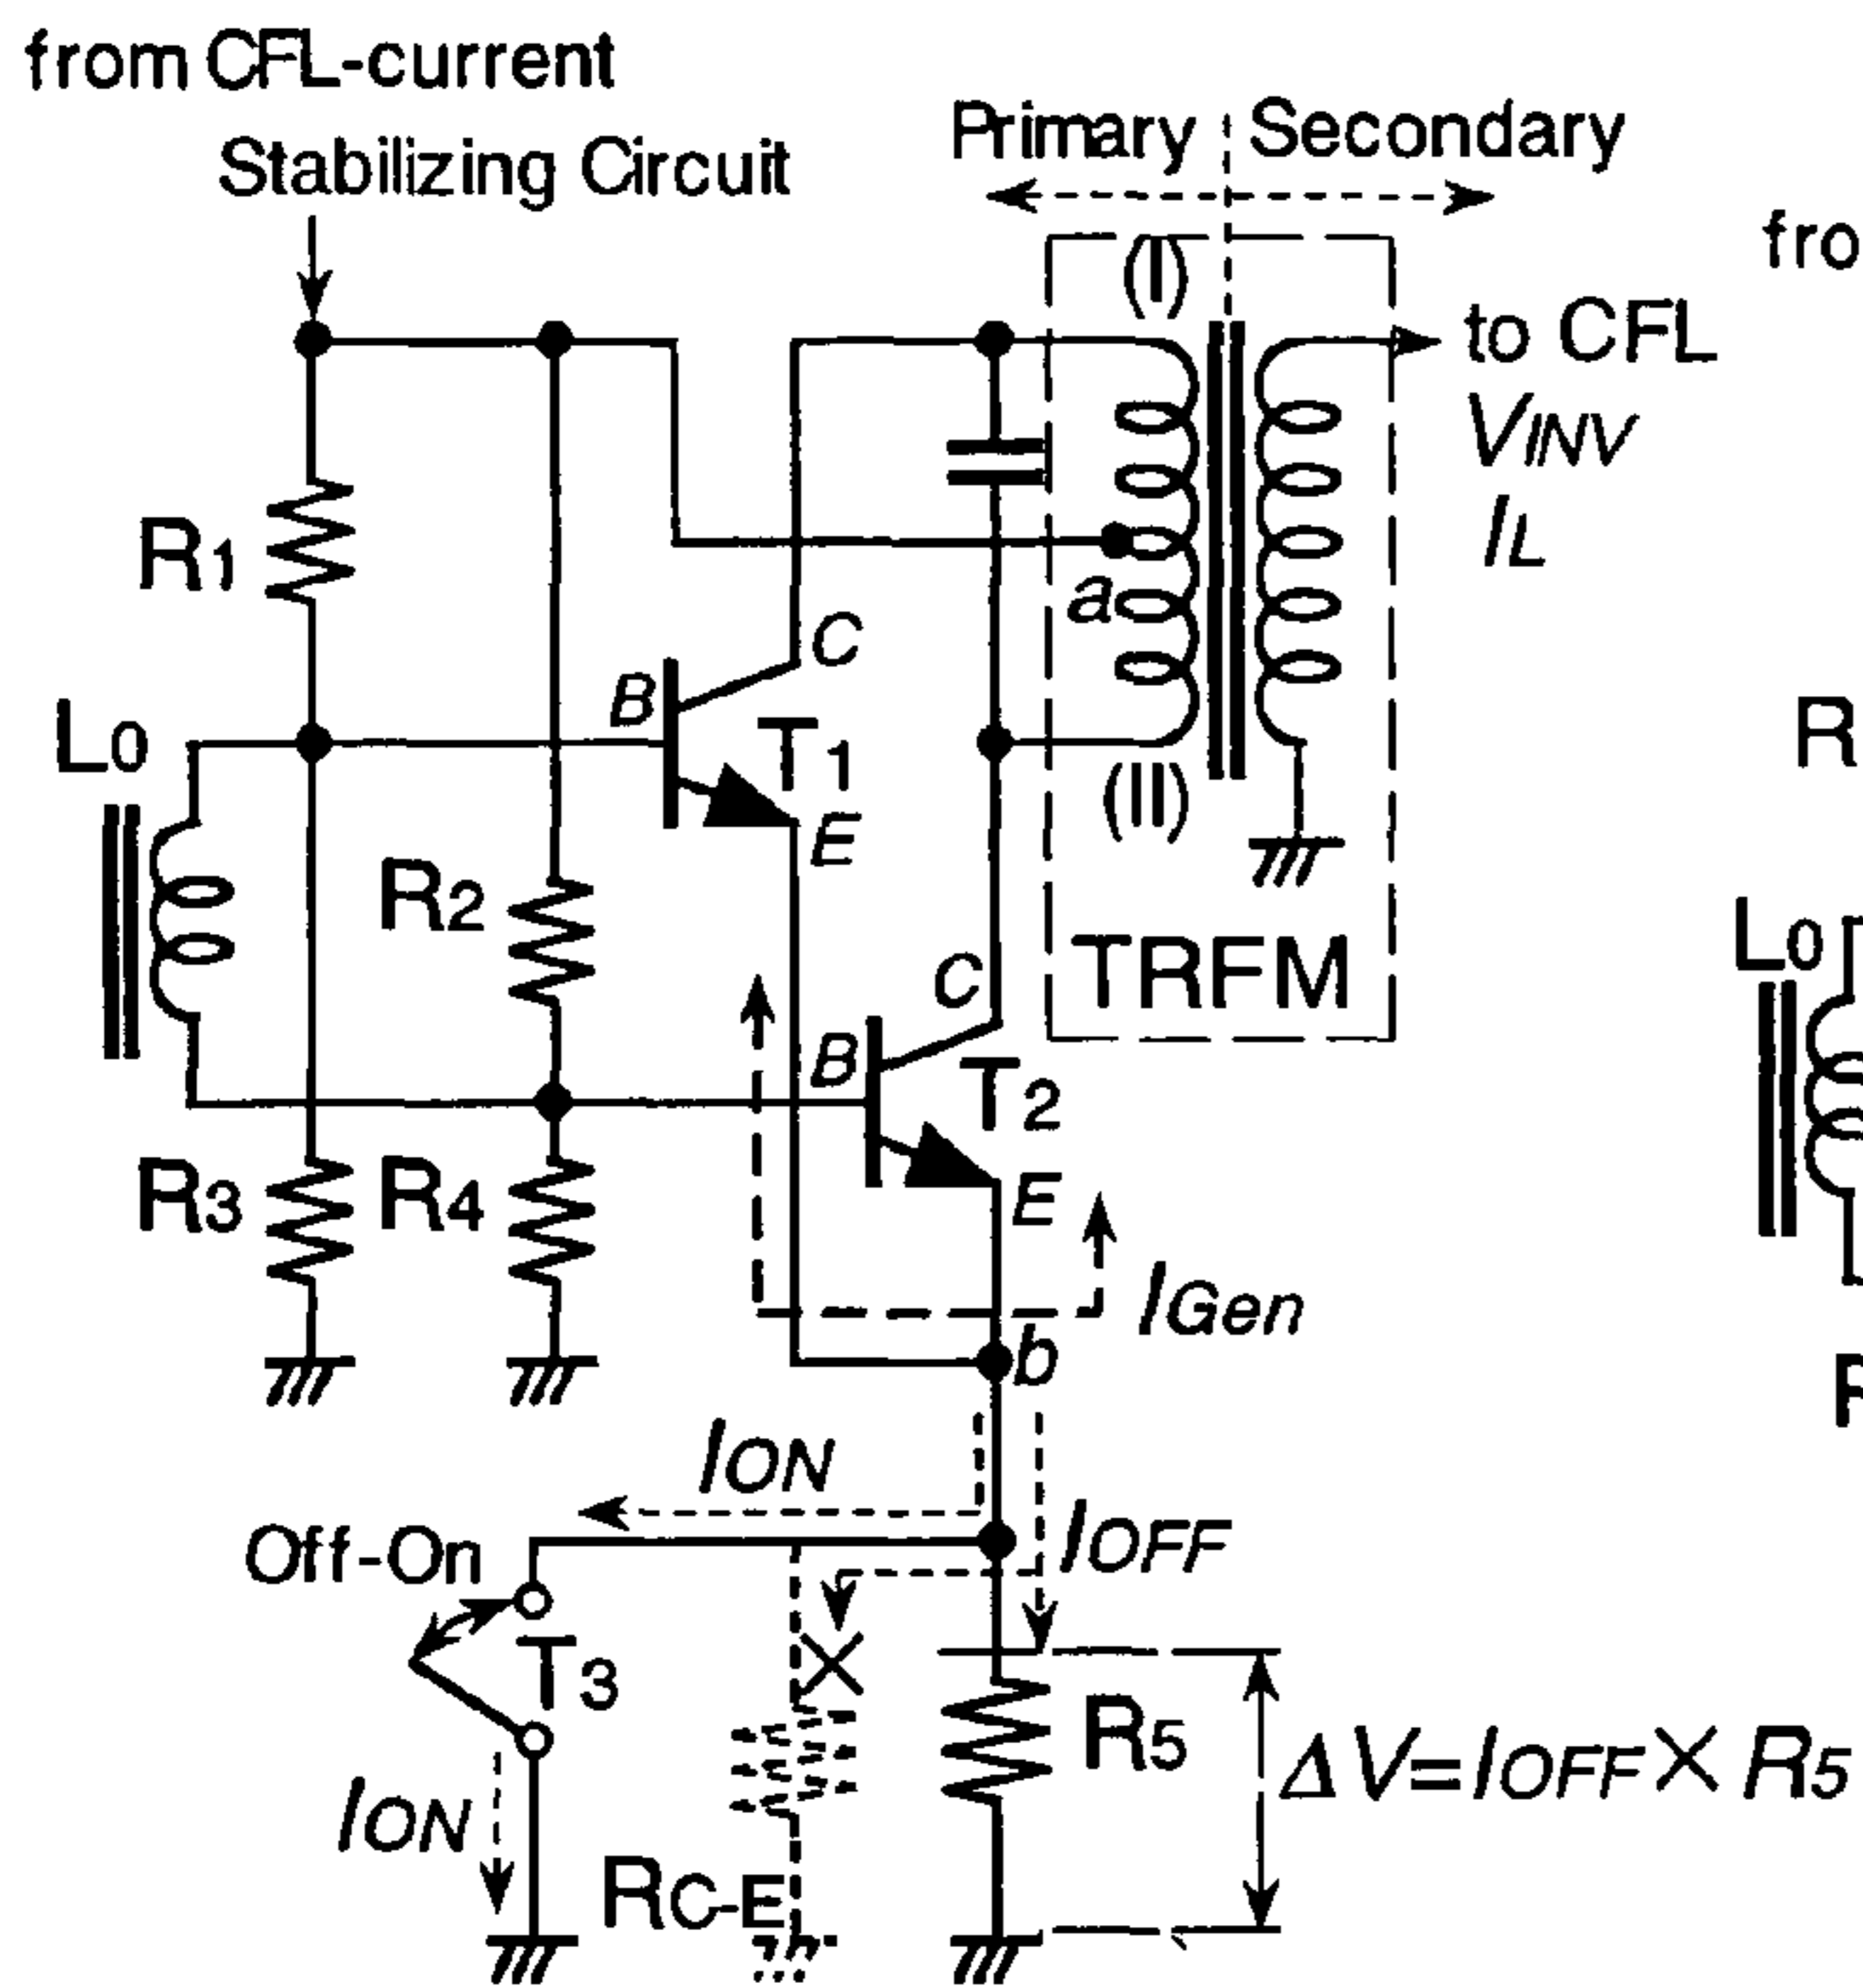 from CFL-current
Stabilizing Circuit
Primary
Secondary
fro
(I)
to CFL
VINV
IL
R1
a
C
B
T1
E
L0
(II)
R
R2
L0
TRFM
C
B
T2
R3
R4
E
IGen
b
ION
Off-On
IOFF
T3
R5
ΔV=IOFF×R5
ION
RC-E